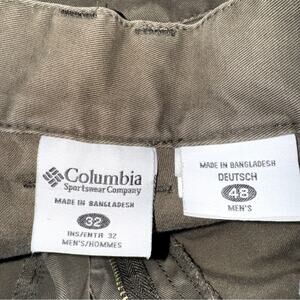 Columbia
Sportswear Company
MADE IN BANGLADESH
32
INS/ENTR 32
MEN'S/HOMMES
MADE IN BANGLADESH
DEUTSCH
48
MEN'S